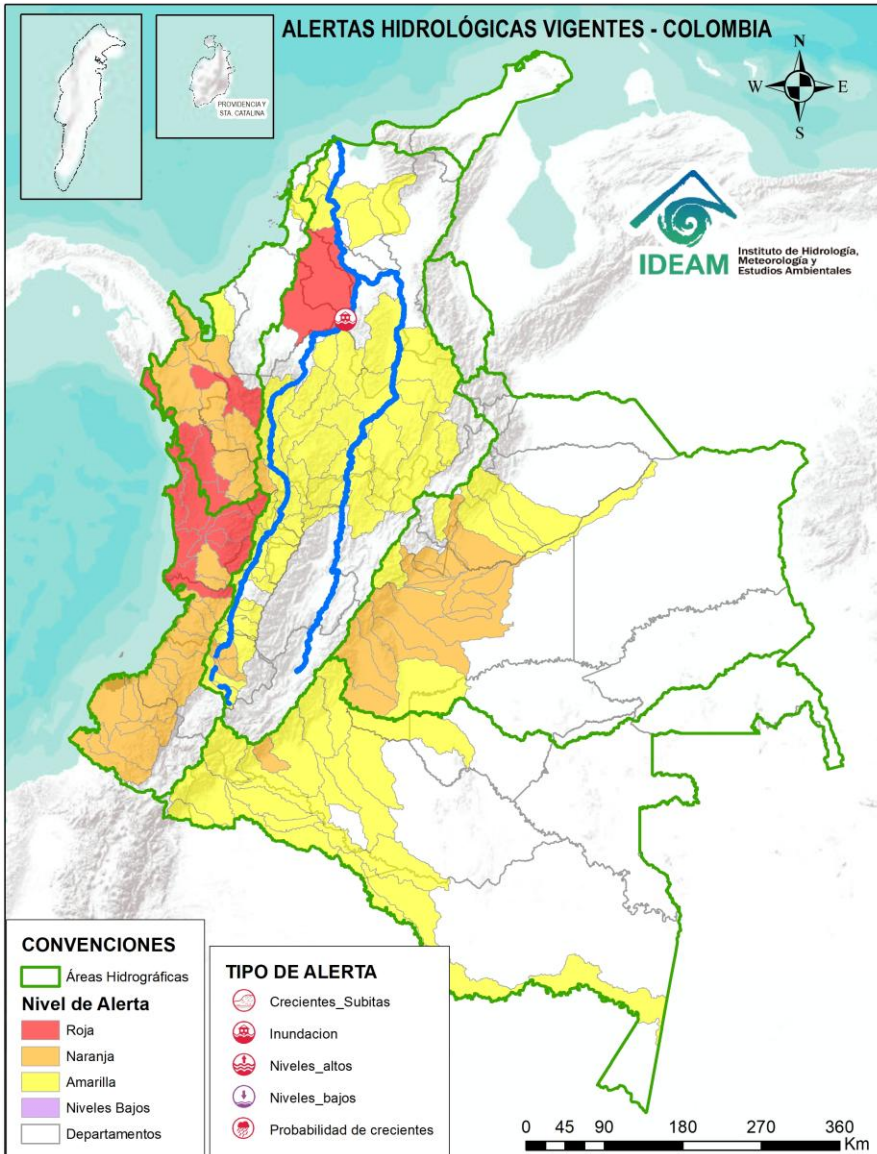 ALERTAS HIDROLÓGICAS VIGENTES - COLOMBIA
PROVIDENCIA Y
STA. CATALINA
N
W
E
S
IDEAM
Instituto de Hidrología,
Meteorología y
Estudios Ambientales
CONVENCIONES
Áreas Hidrográficas
Nivel de Alerta
Roja
Naranja
Amarilla
Niveles Bajos
Departamentos
TIPO DE ALERTA
Crecientes_Subitas
Inundacion
Niveles_altos
Niveles_bajos
Probabilidad de crecientes
0 45 90 180 270 360
Km